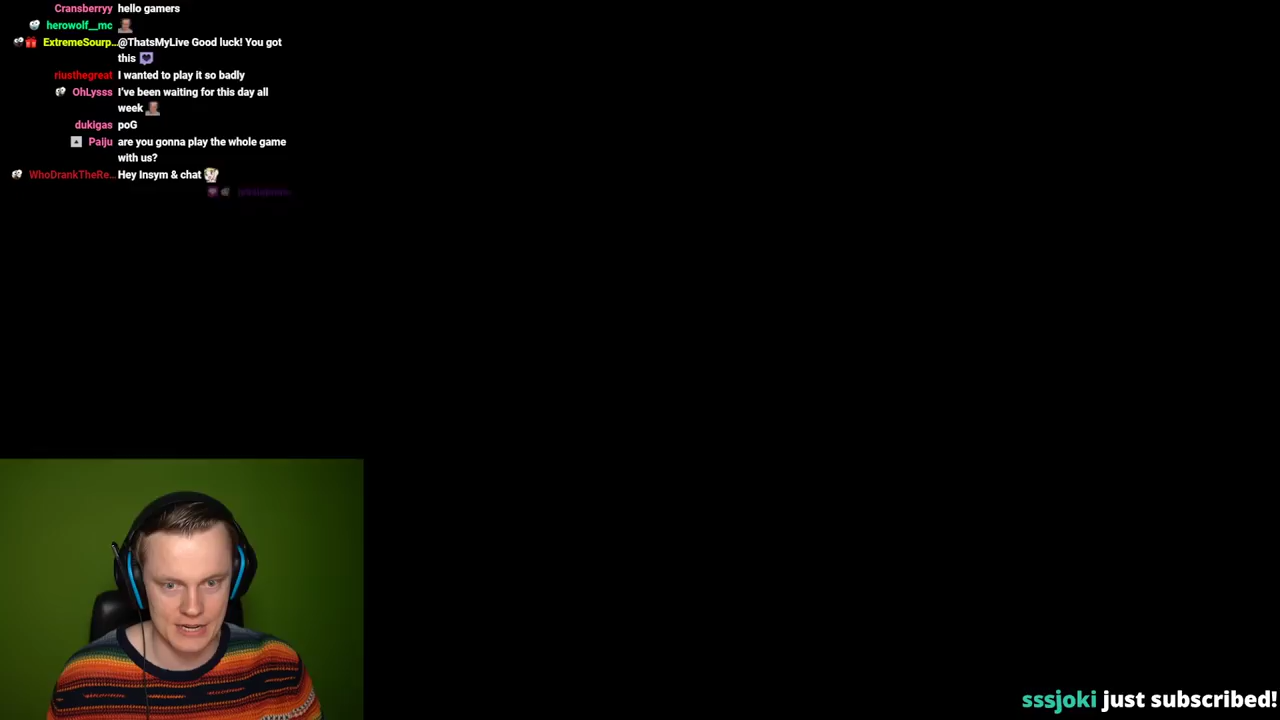 Cransberryy hello gamers
herowolf__mc
ExtremeSourp... @ThatsMyLive Good luck! You got
this
riusthegreat I wanted to play it so badly
OhLysss I've been waiting for this day all
week
dukigas poG
Paiju are you gonna play the whole game
with us?
WhoDrankTheRe... Hey Insym & chat
sssjoki just subscribed!